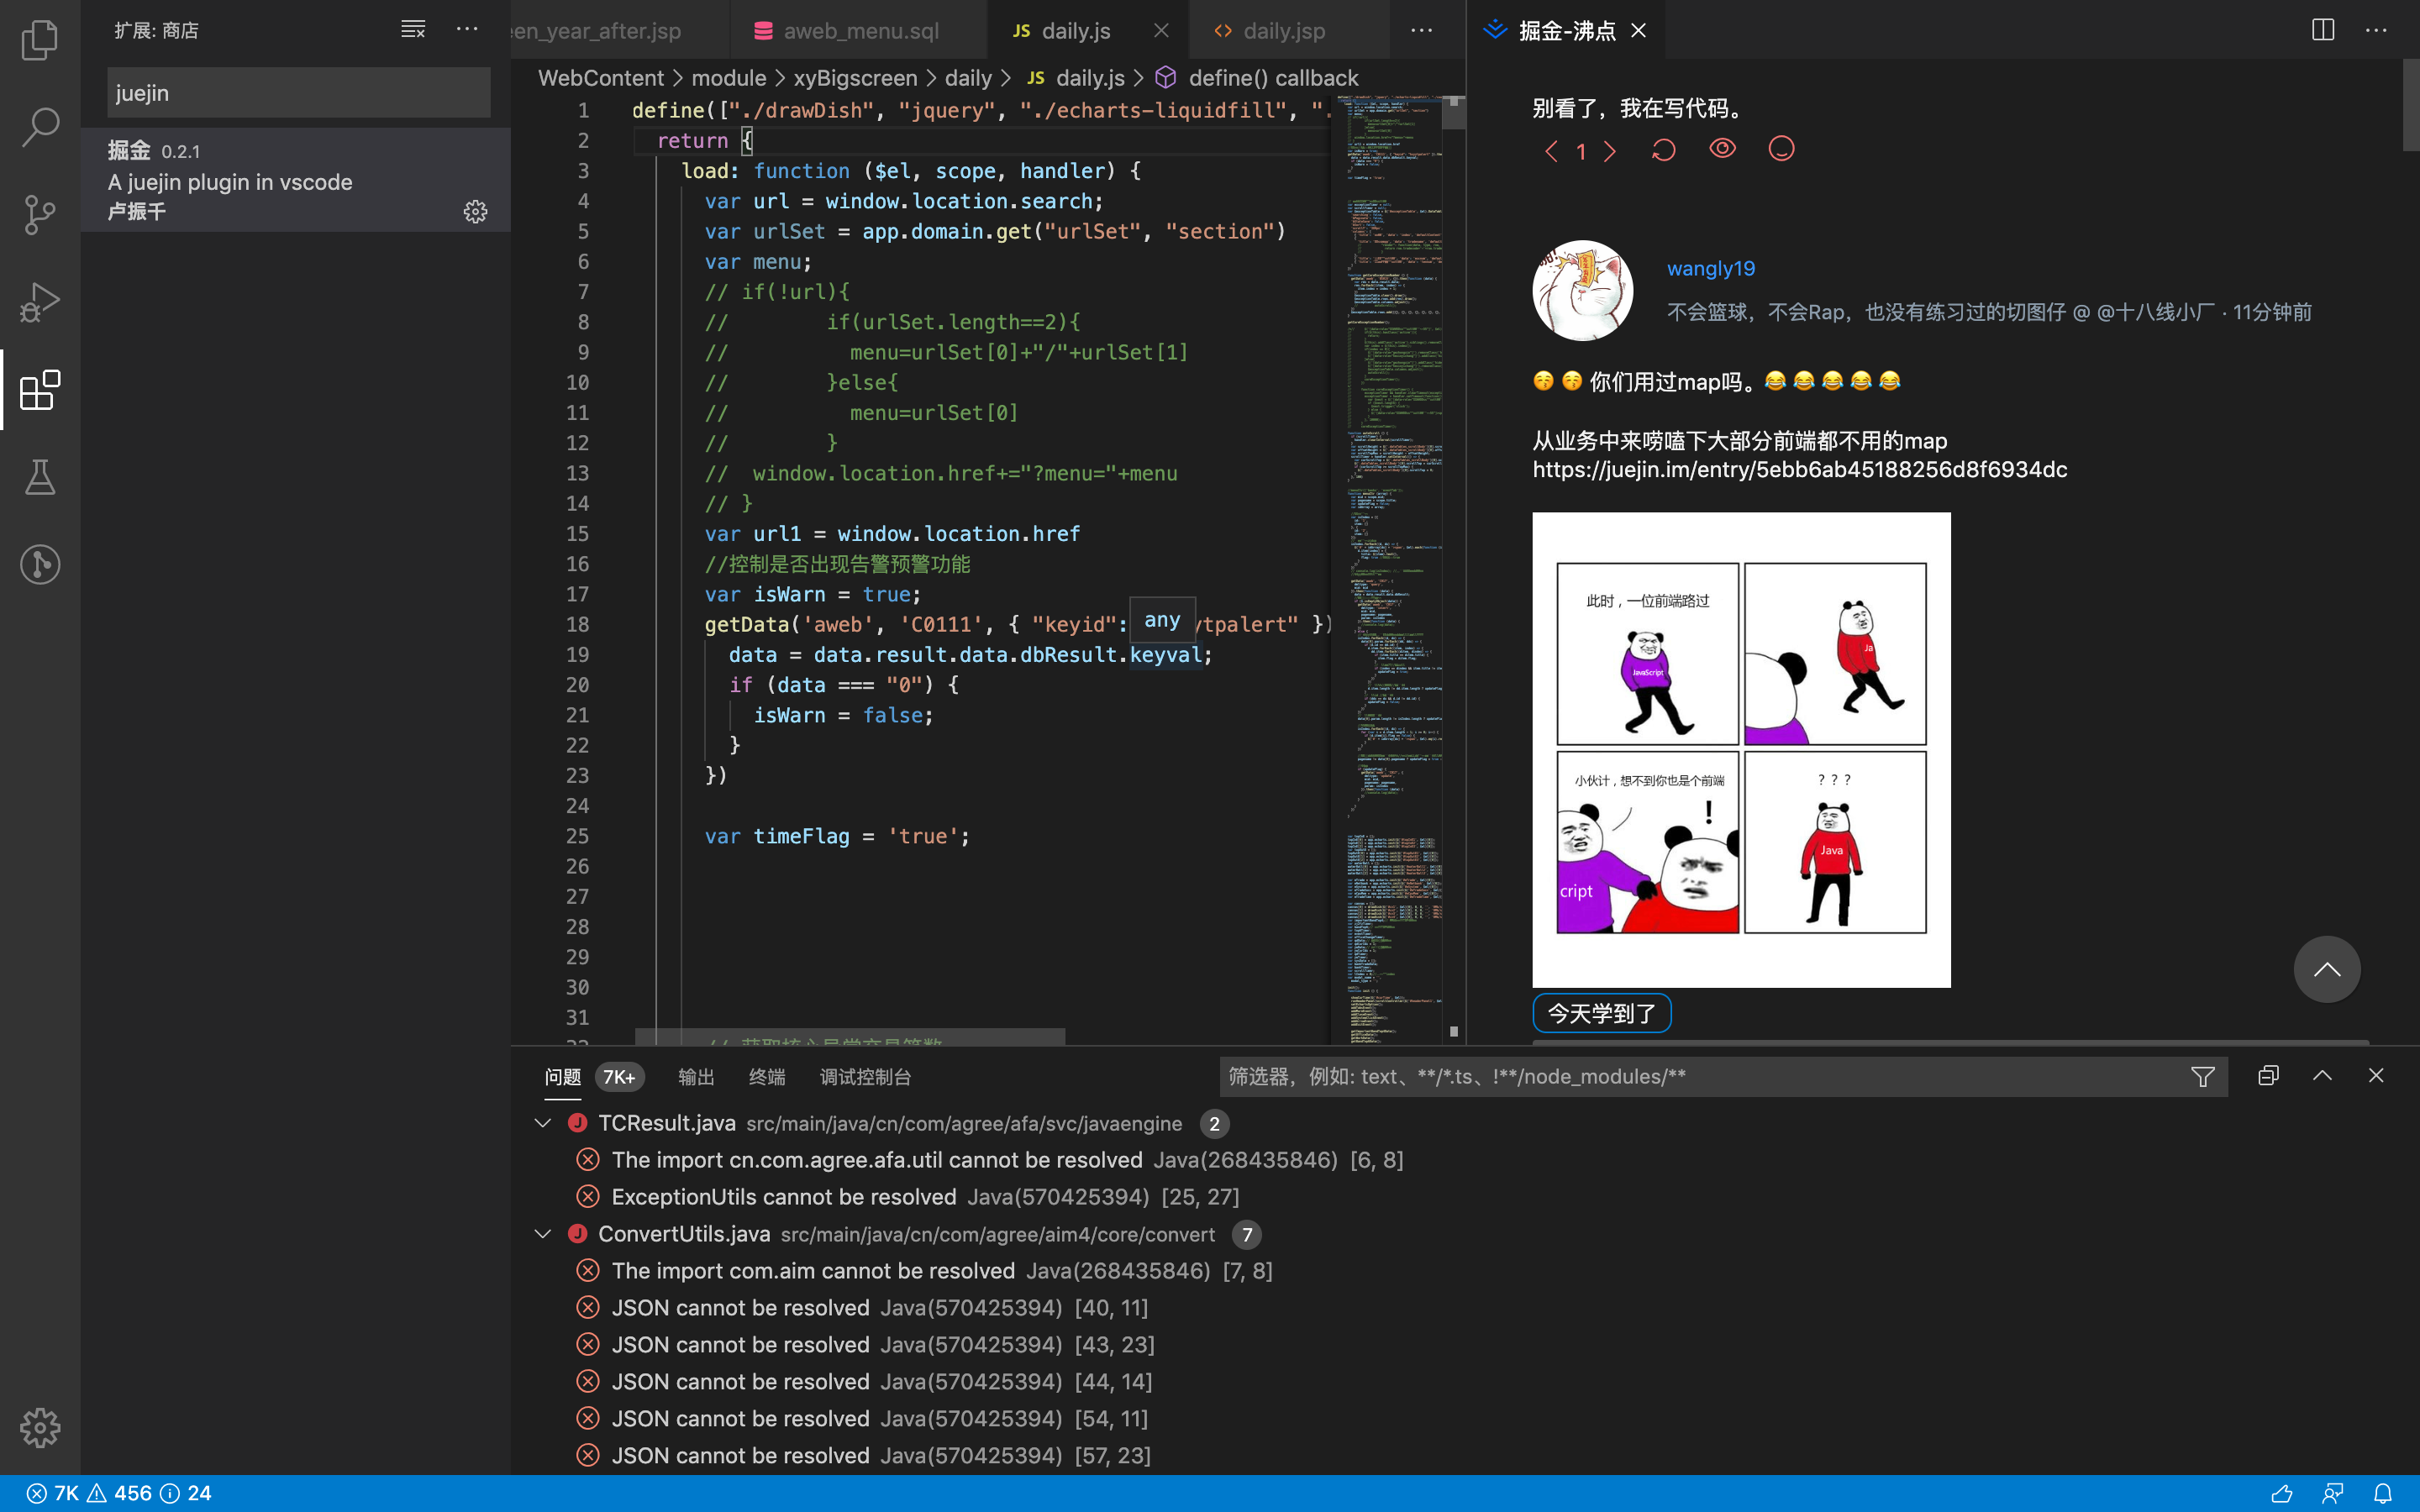 扩展: 商店
juejin
掘金 0.2.1
A juejin plugin in vscode
卢振千
en_year_after.jsp
aweb_menu.sql
JS daily.js
daily.jsp
WebContent > module > xyBigscreen > daily > JS daily.js > define() callback
1 define(["./drawDish", "jquery", "./echarts-liquidfill", ".
2 return {
3 load: function ($el, scope, handler) {
4 var url = window.location.search;
5 var urlSet = app.domain.get("urlSet", "section")
6 var menu;
7 // if(!url){
8 // if(urlSet.length==2){
9 // menu=urlSet[0]+"/"+urlSet[1]
10 // }else{
11 // menu=urlSet[0]
12 // }
13 // window.location.href+="?menu="+menu
14 // }
15 var url1 = window.location.href
16 //控制是否出现告警预警功能
17 var isWarn = true;
any
18 getData('aweb', 'C0111', { "keyid": ytpalert" })
19 data = data.result.data.dbResult.keyval;
20 if (data === "0") {
21 isWarn = false;
22 }
23 })
24
25 var timeFlag = 'true';
26
27
28
29
30
31
掘金-沸点
别看了，我在写代码。
1
wangly19
不会篮球，不会Rap，也没有练习过的切图仔 @ @十八线小厂 · 11分钟前
😚 😚 你们用过map吗。😂 😂 😂 😂 😂
从业务中来唠嗑下大部分前端都不用的map
https://juejin.im/entry/5ebb6ab45188256d8f6934dc
此时，一位前端路过
JavaScript
Ja
小伙计，想不到你也是个前端
!
cript
? ? ?
Java
今天学到了
问题 7K+ 输出 终端 调试控制台
筛选器，例如: text、**/*.ts、!**/node_modules/**
TCResult.java src/main/java/cn/com/agree/afa/svc/javaengine 2
The import cn.com.agree.afa.util cannot be resolved Java(268435846) [6, 8]
ExceptionUtils cannot be resolved Java(570425394) [25, 27]
ConvertUtils.java src/main/java/cn/com/agree/aim4/core/convert 7
The import com.aim cannot be resolved Java(268435846) [7, 8]
JSON cannot be resolved Java(570425394) [40, 11]
JSON cannot be resolved Java(570425394) [43, 23]
JSON cannot be resolved Java(570425394) [44, 14]
JSON cannot be resolved Java(570425394) [54, 11]
JSON cannot be resolved Java(570425394) [57, 23]
7K 456 24